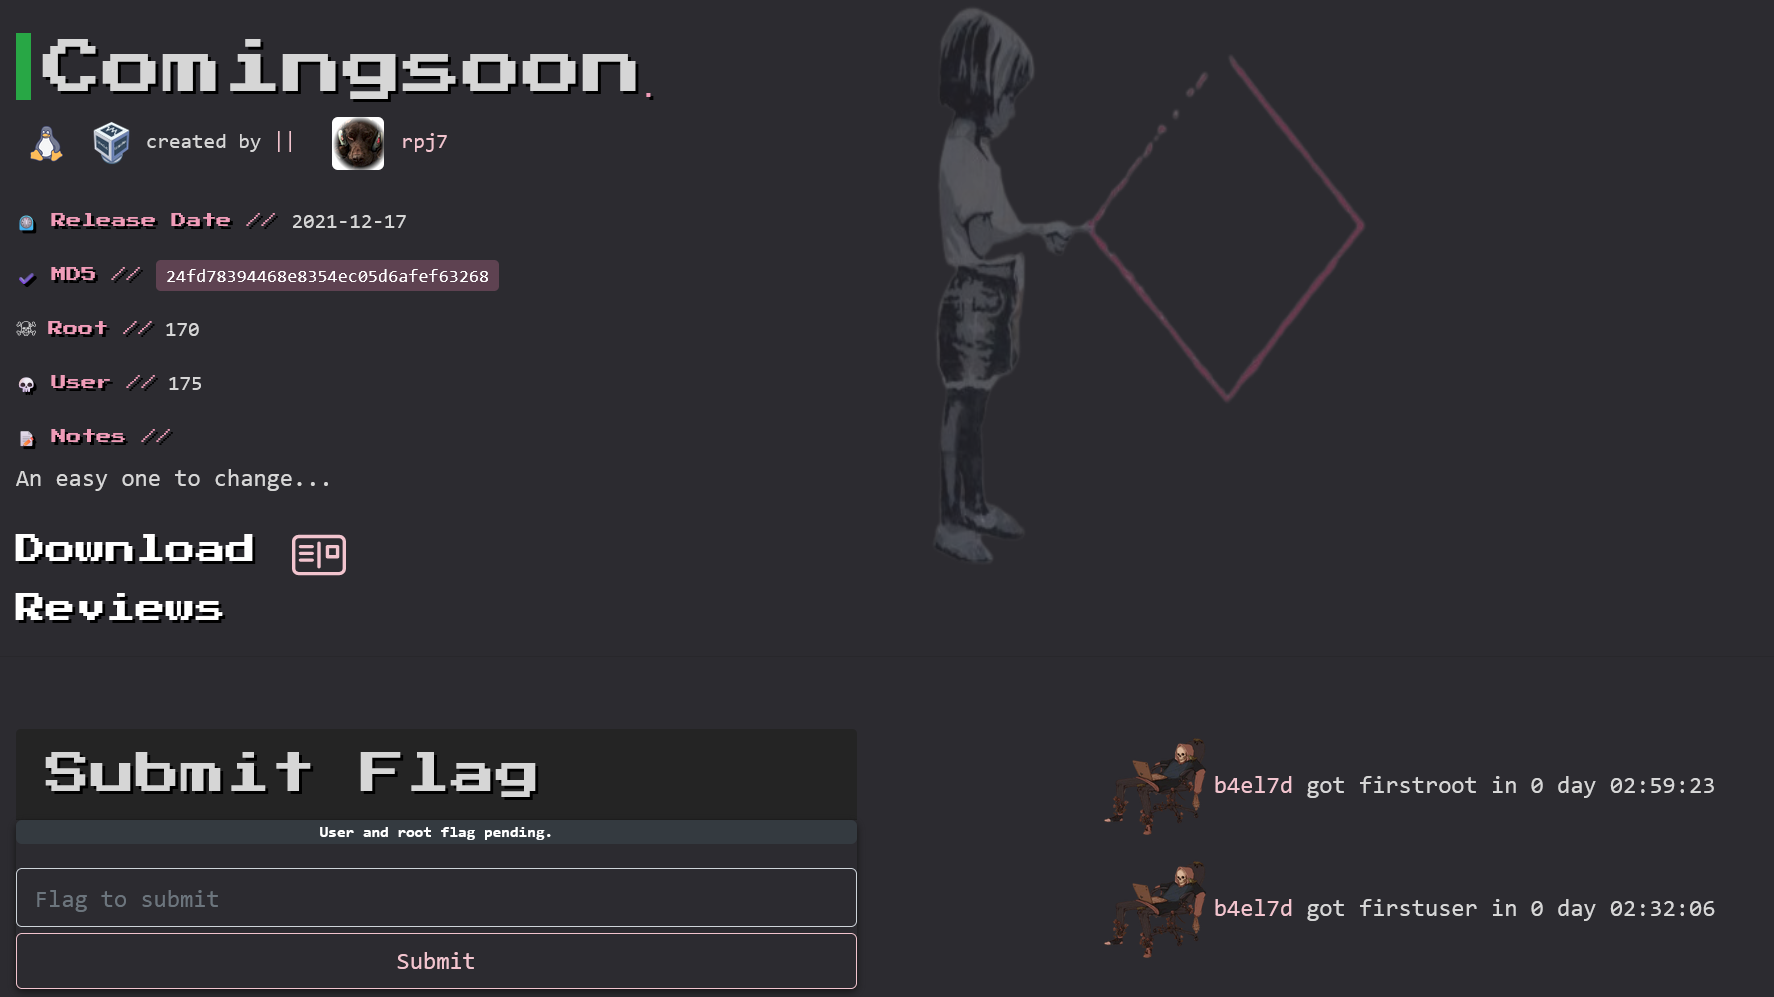 Comingsoon.
created by || rpj7
Release Date // 2021-12-17
MD5 // 24fd78394468e8354ec05d6afef63268
Root // 170
User // 175
Notes //
An easy one to change...
Download
Reviews
Submit Flag
User and root flag pending.
Flag to submit
Submit
b4el7d got firstroot in 0 day 02:59:23
b4el7d got firstuser in 0 day 02:32:06